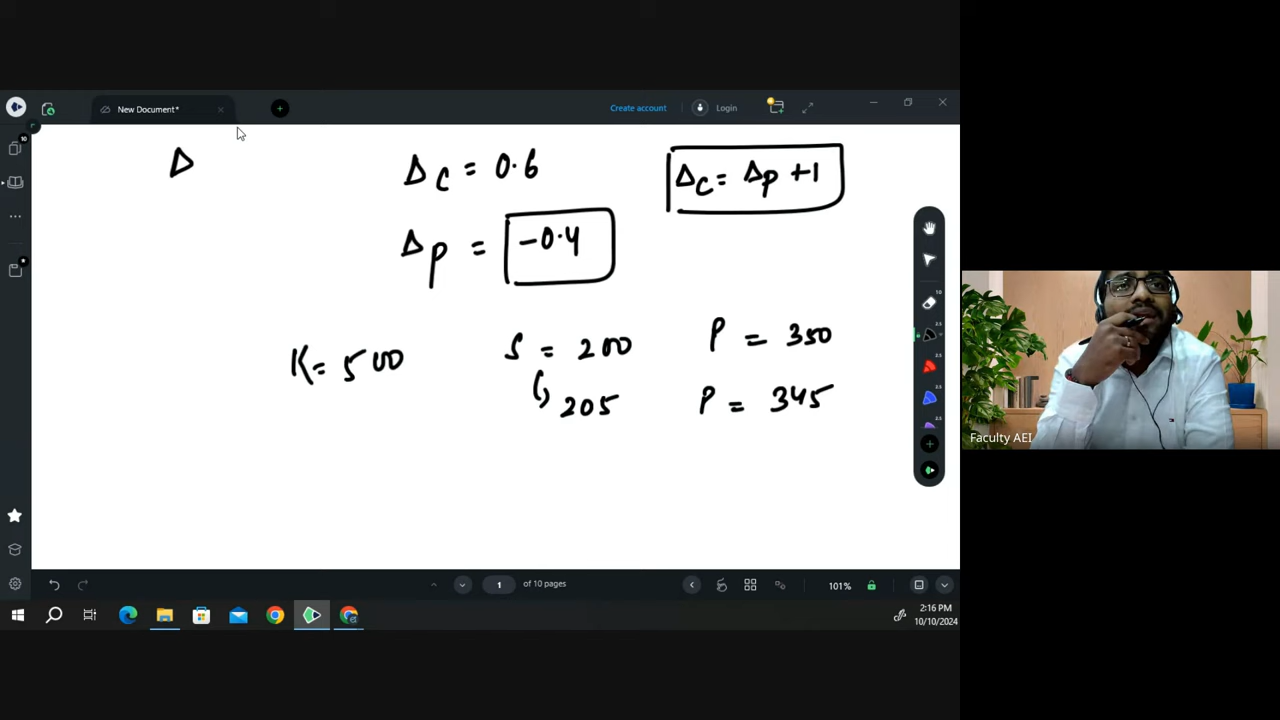 New Document*
Create account
Login
Δ
Δc = 0.6
Δc = Δp + 1
Δp = -0.4
K = 500
S = 200
P = 350
205
P = 345
Faculty AEI
1
of 10 pages
101%
2:16 PM
10/10/2024